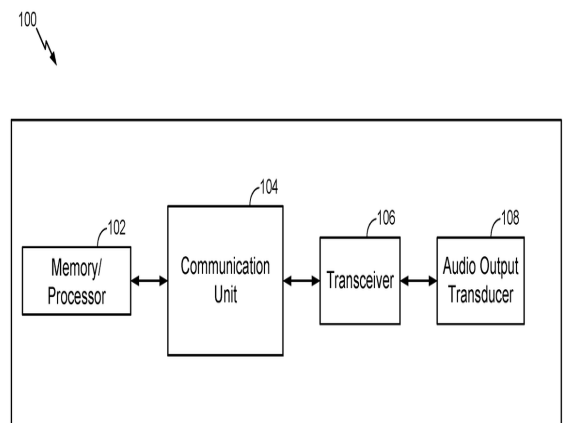 100
102
104
106
108
Memory/
Processor
Communication
Unit
Transceiver
Audio Output
Transducer